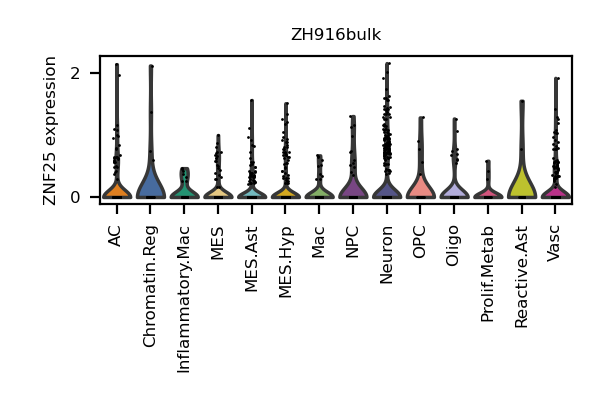 ZH916bulk
ZNF25 expression
2
0
AC
Chromatin.Reg
Inflammatory.Mac
MES
MES.Ast
MES.Hyp
Mac
NPC
Neuron
OPC
Oligo
Prolif.Metab
Reactive.Ast
Vasc